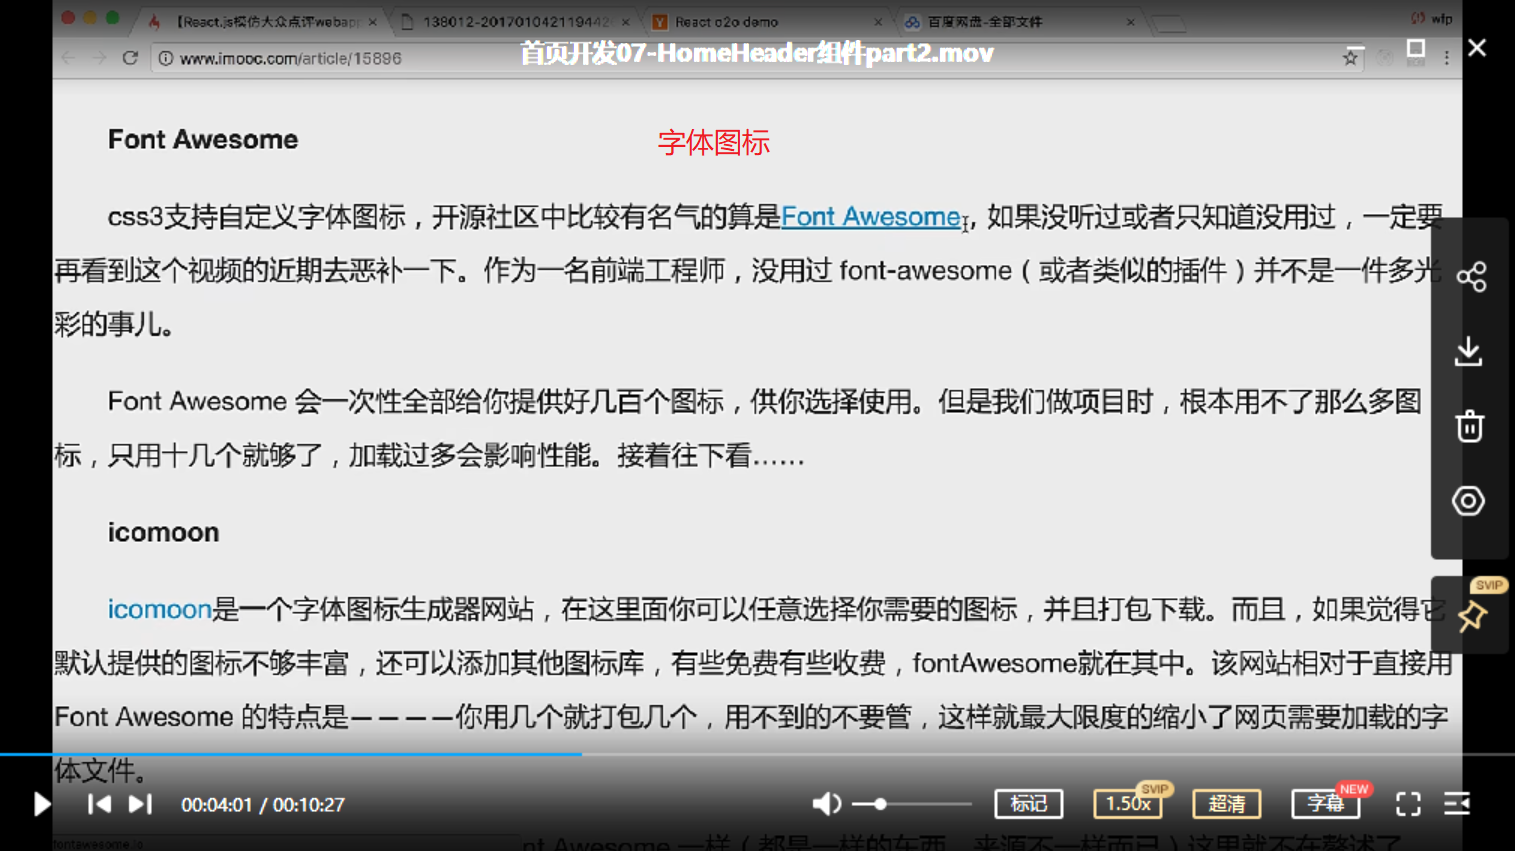 【React.js模仿大众点评webap
138012-20170104211944
React o2o demo
百度网盘-全部文件
wfp
www.imooc.com/article/15896
首页开发07-HomeHeader组件part2.mov
Font Awesome
字体图标
css3支持自定义字体图标，开源社区中比较有名气的算是Font Awesome，如果没听过或者只知道没用过，一定要
再看到这个视频的近期去恶补一下。作为一名前端工程师，没用过 font-awesome（或者类似的插件）并不是一件多光
彩的事儿。
Font Awesome 会一次性全部给你提供好几百个图标，供你选择使用。但是我们做项目时，根本用不了那么多图
标，只用十几个就够了，加载过多会影响性能。接着往下看……
icomoon
SVIP
icomoon是一个字体图标生成器网站，在这里面你可以任意选择你需要的图标，并且打包下载。而且，如果觉得它
默认提供的图标不够丰富，还可以添加其他图标库，有些免费有些收费，fontAwesome就在其中。该网站相对于直接用
Font Awesome 的特点是————你用几个就打包几个，用不到的不要管，这样就最大限度的缩小了网页需要加载的字
体文件。
00:04:01 / 00:10:27
标记
1.50x
SVIP
超清
字幕
NEW
fontawesome.io
nt Awesome 一样（都是一样的东西，来源不一样而已）这里就不在赘述了